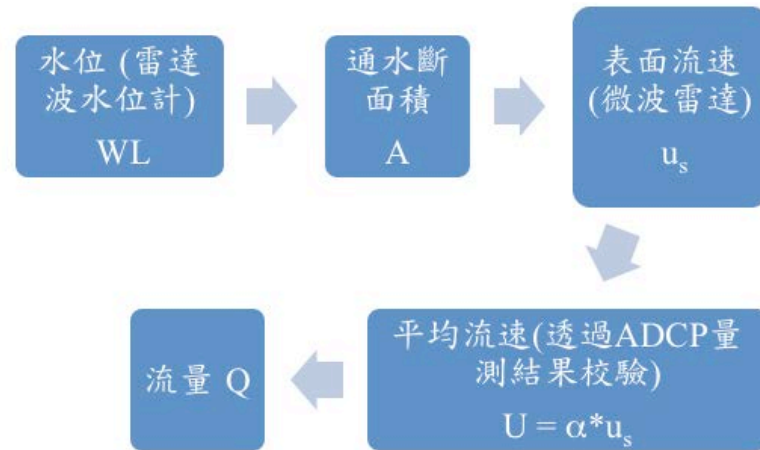 水位 (雷達
波水位計)
WL
通水斷
面積
A
表面流速
(微波雷達)
uₛ
平均流速(透過ADCP量
測結果校驗)
U = α*uₛ
流量 Q